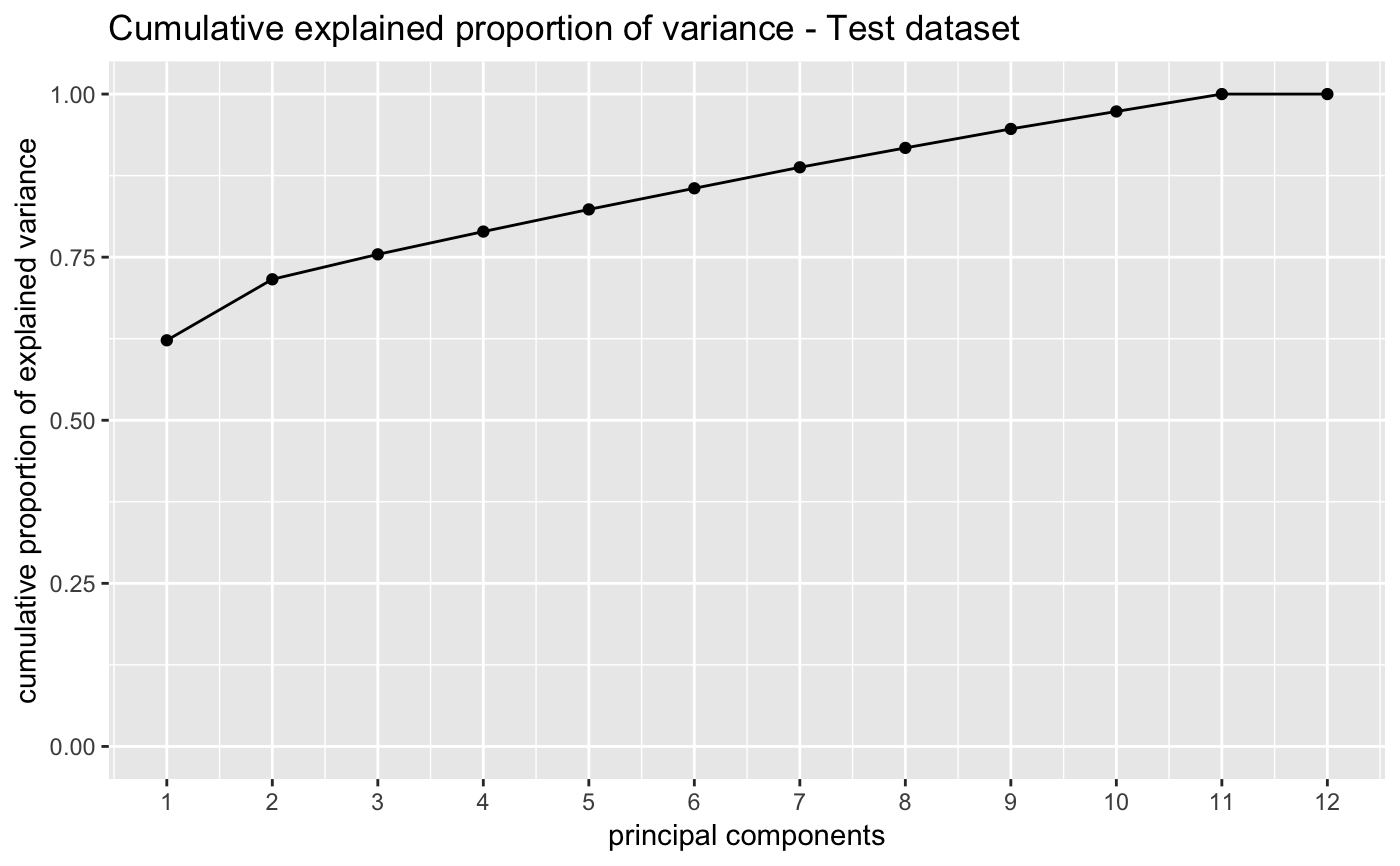 Cumulative explained proportion of variance - Test dataset
cumulative proportion of explained variance
1.00
0.75
0.50
0.25
0.00
1 2 3 4 5 6 7 8 9 10 11 12
principal components